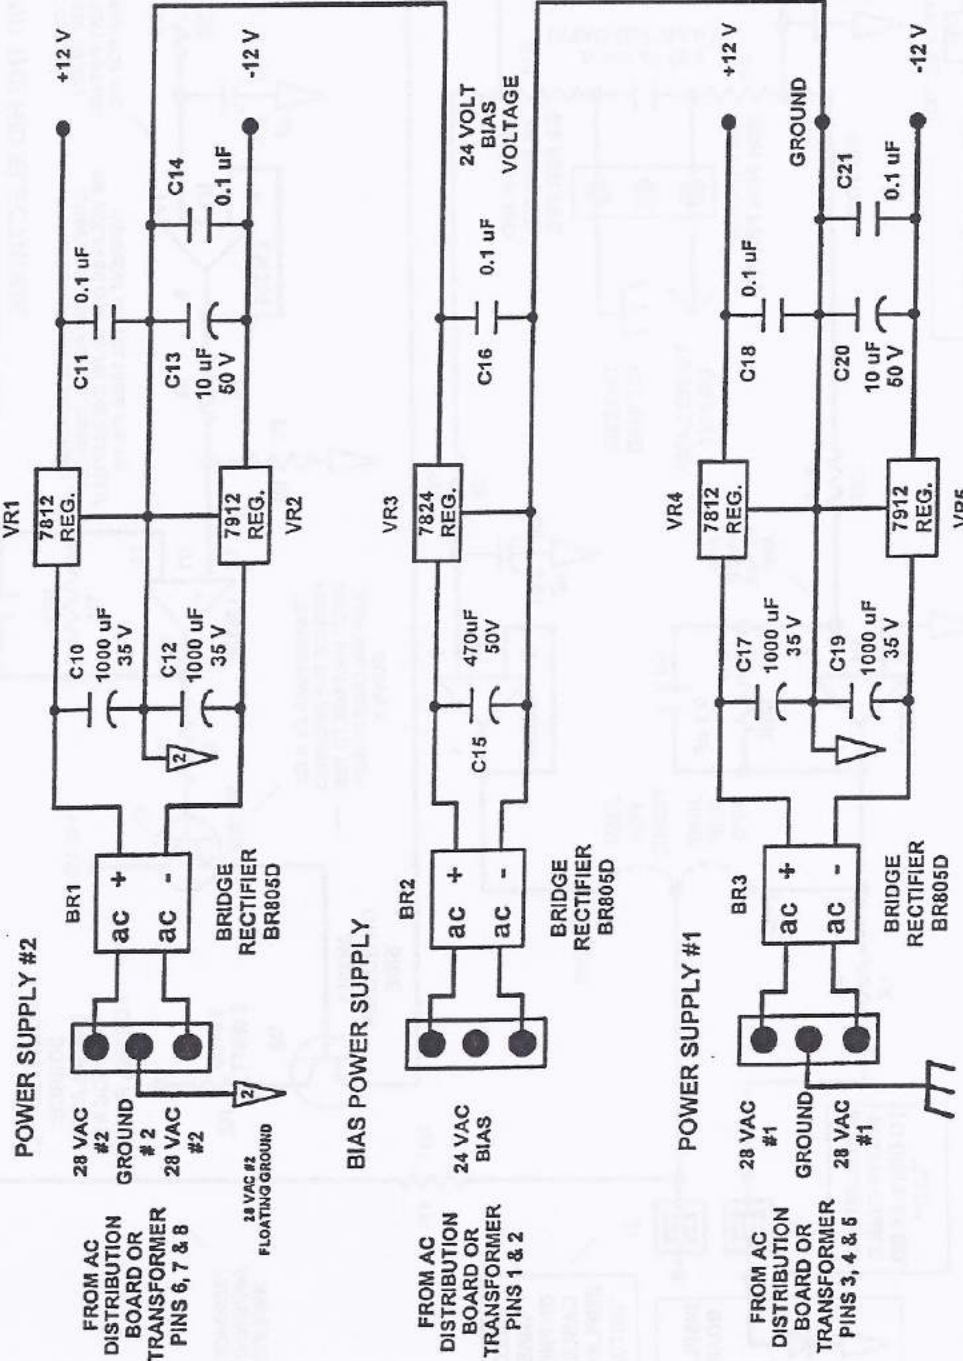 POWER SUPPLY #2
FROM AC
DISTRIBUTION
BOARD OR
TRANSFORMER
PINS 6, 7 & 8
28 VAC
#2
GROUND
# 2
28 VAC
#2
2
28 VAC #2
FLOATING GROUND
BR1
ac +
ac -
BRIDGE
RECTIFIER
BR805D
C10
1000 uF
35 V
C12
1000 uF
35 V
2
VR1
7812
REG.
7912
REG.
VR2
C11
0.1 uF
C13
10 uF
50 V
C14
0.1 uF
+12 V
-12 V
BIAS POWER SUPPLY
FROM AC
DISTRIBUTION
BOARD OR
TRANSFORMER
PINS 1 & 2
24 VAC
BIAS
BR2
ac +
ac -
BRIDGE
RECTIFIER
BR805D
C15
470uF
50V
VR3
7824
REG.
C16
0.1 uF
24 VOLT
BIAS
VOLTAGE
POWER SUPPLY #1
FROM AC
DISTRIBUTION
BOARD OR
TRANSFORMER
PINS 3, 4 & 5
28 VAC
#1
GROUND
28 VAC
#1
BR3
ac +
ac -
BRIDGE
RECTIFIER
BR805D
C17
1000 uF
35 V
C19
1000 uF
35 V
VR4
7812
REG.
7912
REG.
VR5
C18
0.1 uF
C20
10 uF
50 V
C21
0.1 uF
+12 V
GROUND
-12 V